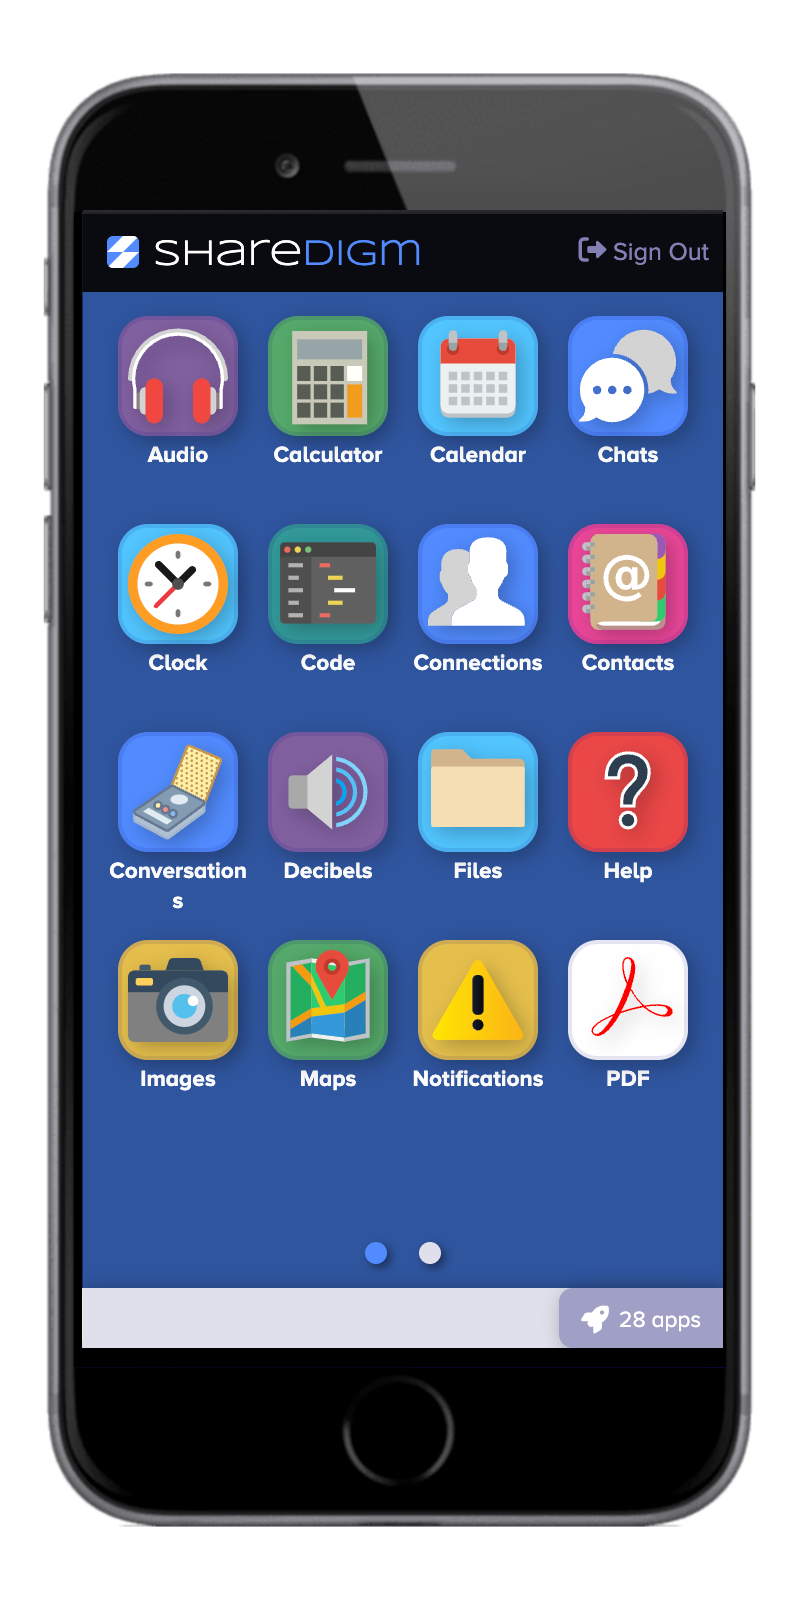 SHAREDIGM
Sign Out
Audio
Calculator
Calendar
Chats
Clock
Code
Connections
@
Contacts
Conversation
s
Decibels
Files
?
Help
Images
Maps
!
Notifications
PDF
28 apps